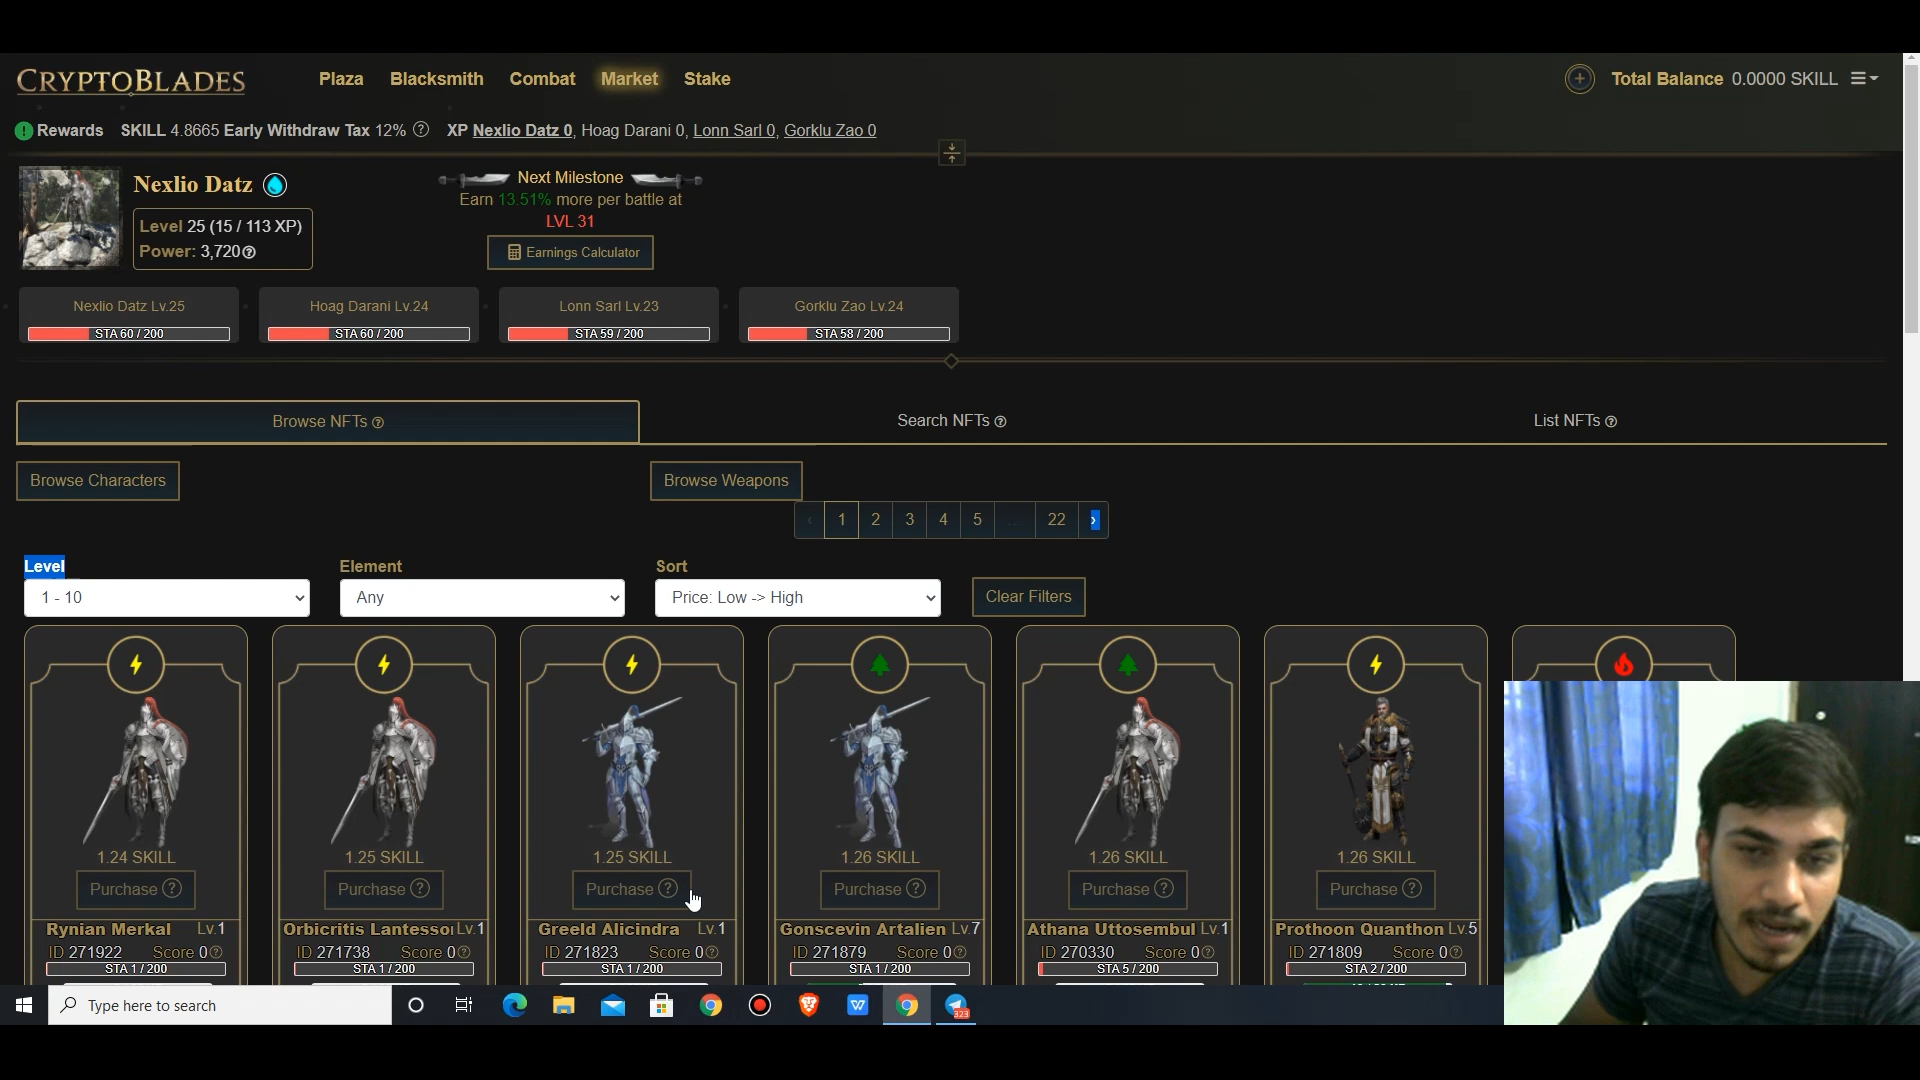 CRYPTOBLADES
Plaza Blacksmith Combat Market Stake
Total Balance 0.0000 SKILL
Rewards SKILL 4.8665 Early Withdraw Tax 12% XP Nexlio Datz 0, Hoag Darani 0, Lonn Sarl 0, Gorklu Zao 0
Nexlio Datz
Level 25 (15 / 113 XP)
Power: 3,720
Next Milestone
Earn 13.51% more per battle at
LVL 31
Earnings Calculator
Nexlio Datz Lv.25 Hoag Darani Lv.24 Lonn Sarl Lv.23 Gorklu Zao Lv.24
STA 60 / 200 STA 60 / 200 STA 59 / 200 STA 58 / 200
Browse NFTs Search NFTs List NFTs
Browse Characters Browse Weapons
‹ 1 2 3 4 5 ... 22 ›
Level Element Sort
1 - 10 Any Price: Low -> High Clear Filters
1.24 SKILL 1.25 SKILL 1.25 SKILL 1.26 SKILL 1.26 SKILL 1.26 SKILL
Purchase Purchase Purchase Purchase Purchase Purchase
Rynian Merkal Lv.1 Orbicritis Lantesso Lv.1 Greeld Alicindra Lv.1 Gonscevin Artalien Lv.7 Athana Uttosembul Lv.1 Prothoon Quanthon Lv.5
ID 271922 Score 0 ID 271738 Score 0 ID 271823 Score 0 ID 271879 Score 0 ID 270330 Score 0 ID 271809 Score 0
STA 1 / 200 STA 1 / 200 STA 1 / 200 STA 1 / 200 STA 5 / 200 STA 2 / 200
Type here to search
323